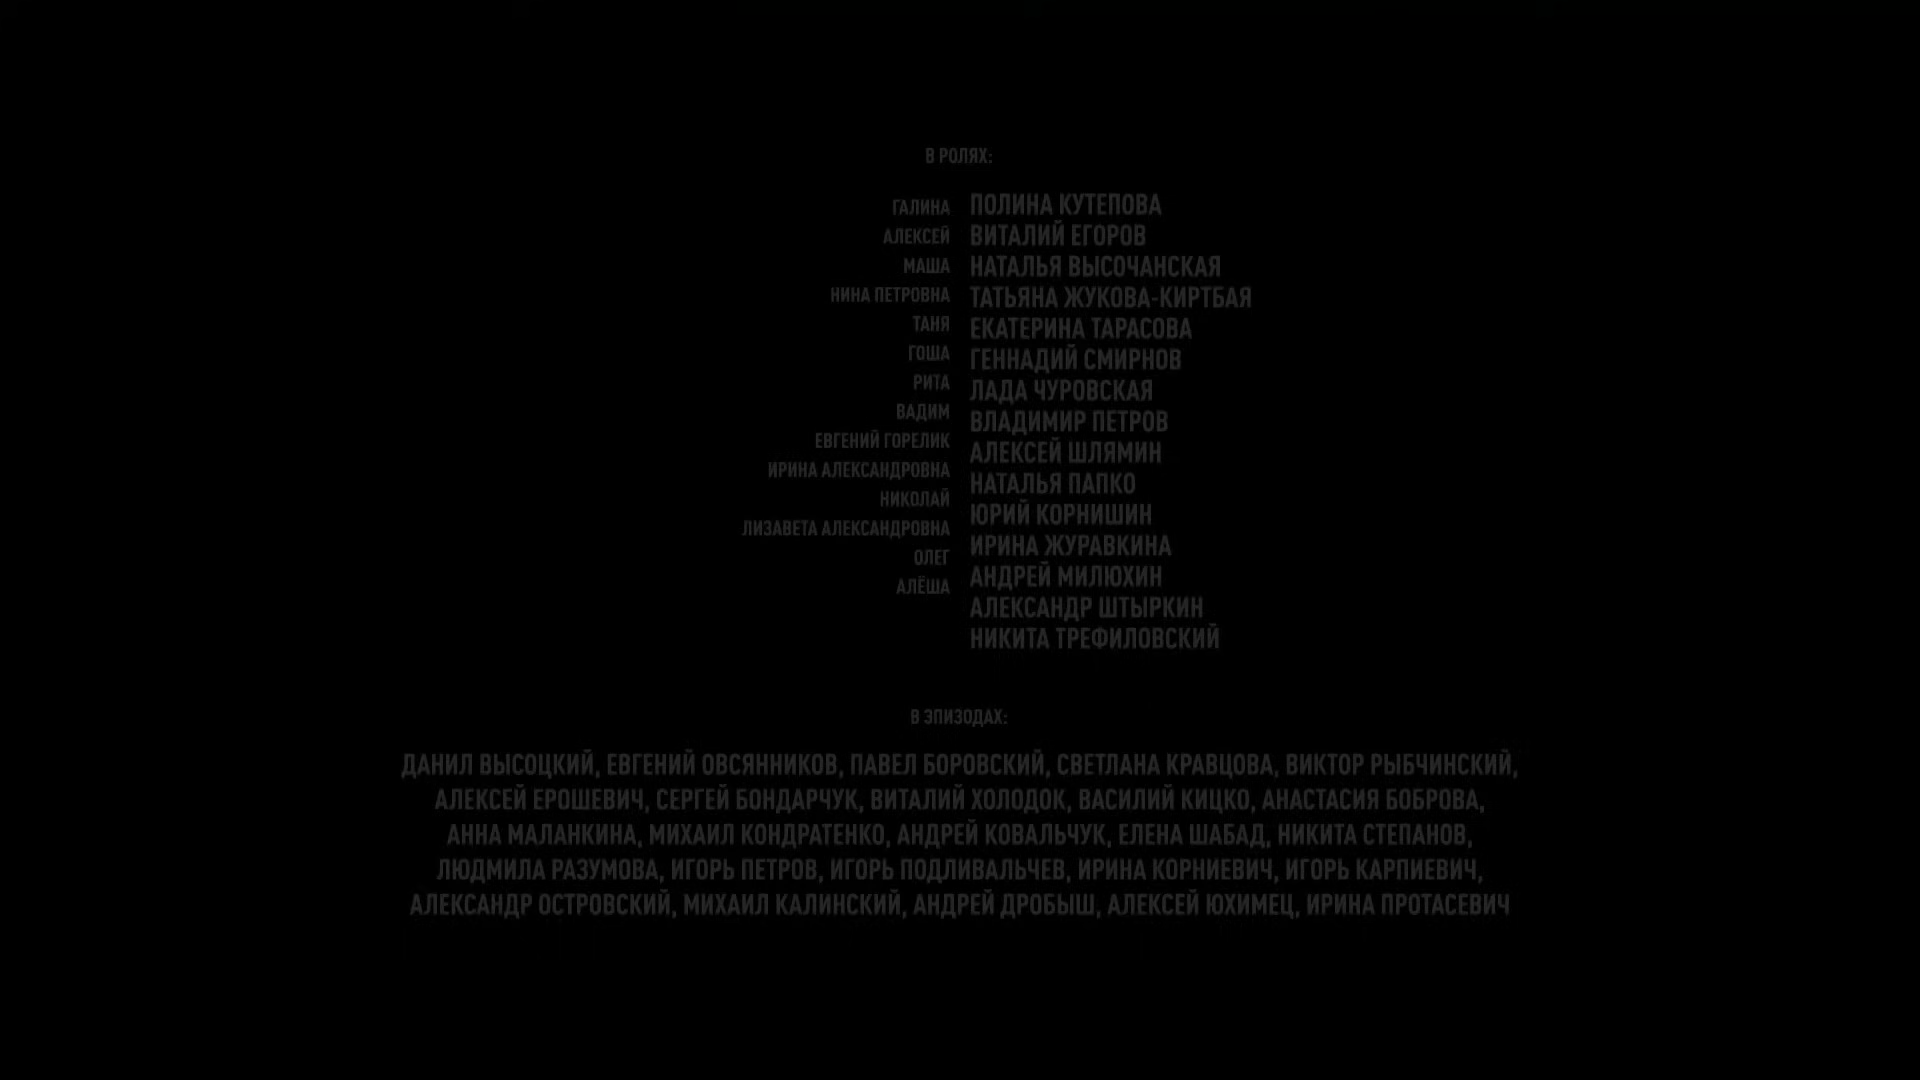 В РОЛЯХ:
ГАЛИНА ПОЛИНА КУТЕПОВА
АЛЕКСЕЙ ВИТАЛИЙ ЕГОРОВ
МАША НАТАЛЬЯ ВЫСОЧАНСКАЯ
НИНА ПЕТРОВНА ТАТЬЯНА ЖУКОВА-КИРТБАЯ
ТАНЯ ЕКАТЕРИНА ТАРАСОВА
ГОША ГЕННАДИЙ СМИРНОВ
РИТА ЛАДА ЧУРОВСКАЯ
ВАДИМ ВЛАДИМИР ПЕТРОВ
ЕВГЕНИЙ ГОРЕЛИК АЛЕКСЕЙ ШЛЯМИН
ИРИНА АЛЕКСАНДРОВНА НАТАЛЬЯ ПАПКО
НИКОЛАЙ ЮРИЙ КОРНИШИН
ЛИЗАВЕТА АЛЕКСАНДРОВНА ИРИНА ЖУРАВКИНА
ОЛЕГ АНДРЕЙ МИЛЮХИН
АЛЁША АЛЕКСАНДР ШТЫРКИН
НИКИТА ТРЕФИЛОВСКИЙ
В ЭПИЗОДАХ:
ДАНИЛ ВЫСОЦКИЙ, ЕВГЕНИЙ ОВСЯННИКОВ, ПАВЕЛ БОРОВСКИЙ, СВЕТЛАНА КРАВЦОВА, ВИКТОР РЫБЧИНСКИЙ,
АЛЕКСЕЙ ЕРОШЕВИЧ, СЕРГЕЙ БОНДАРЧУК, ВИТАЛИЙ ХОЛОДОК, ВАСИЛИЙ КИЦКО, АНАСТАСИЯ БОБРОВА,
АННА МАЛАНКИНА, МИХАИЛ КОНДРАТЕНКО, АНДРЕЙ КОВАЛЬЧУК, ЕЛЕНА ШАБАД, НИКИТА СТЕПАНОВ,
ЛЮДМИЛА РАЗУМОВА, ИГОРЬ ПЕТРОВ, ИГОРЬ ПОДЛИВАЛЬЧЕВ, ИРИНА КОРНИЕВИЧ, ИГОРЬ КАРПИЕВИЧ,
АЛЕКСАНДР ОСТРОВСКИЙ, МИХАИЛ КАЛИНСКИЙ, АНДРЕЙ ДРОБЫШ, АЛЕКСЕЙ ЮХИМЕЦ, ИРИНА ПРОТАСЕВИЧ